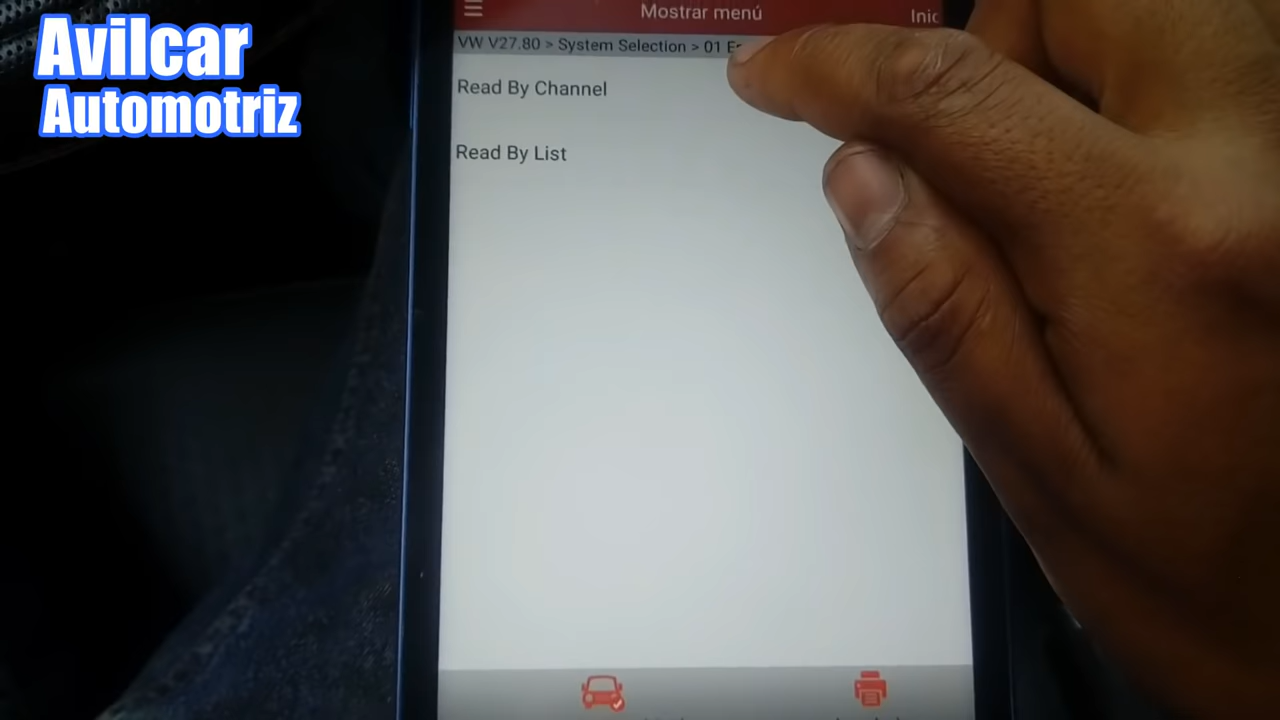 Avilcar
Automotriz
Mostrar menú
Inic
VW V27.80 > System Selection > 01 E
Read By Channel
Read By List